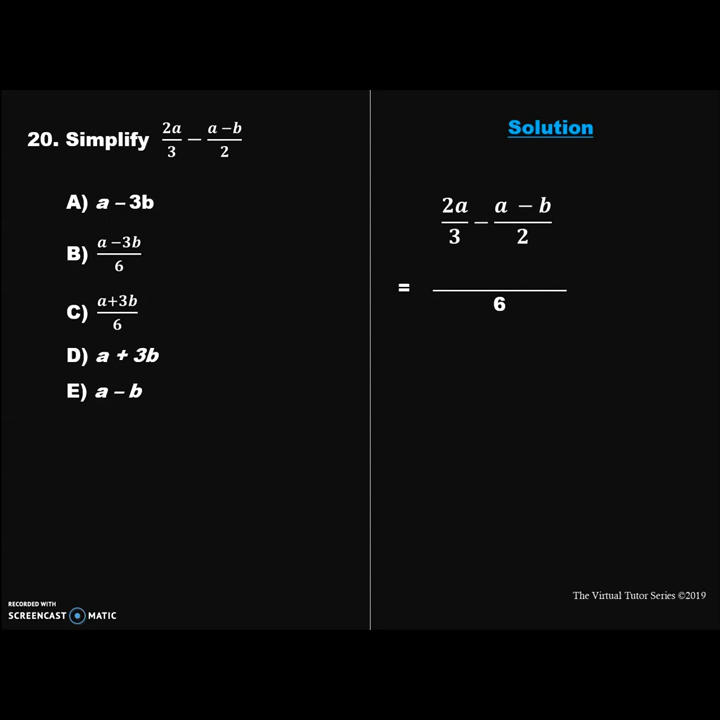 20. Simplify 2a/3 − (a − b)/2
A) a – 3b
B) (a −3b)/6
C) (a+3b)/6
D) a + 3b
E) a – b
Solution
2a/3 − (a − b)/2
= /6
The Virtual Tutor Series ©2019
RECORDED WITH
SCREENCAST MATIC